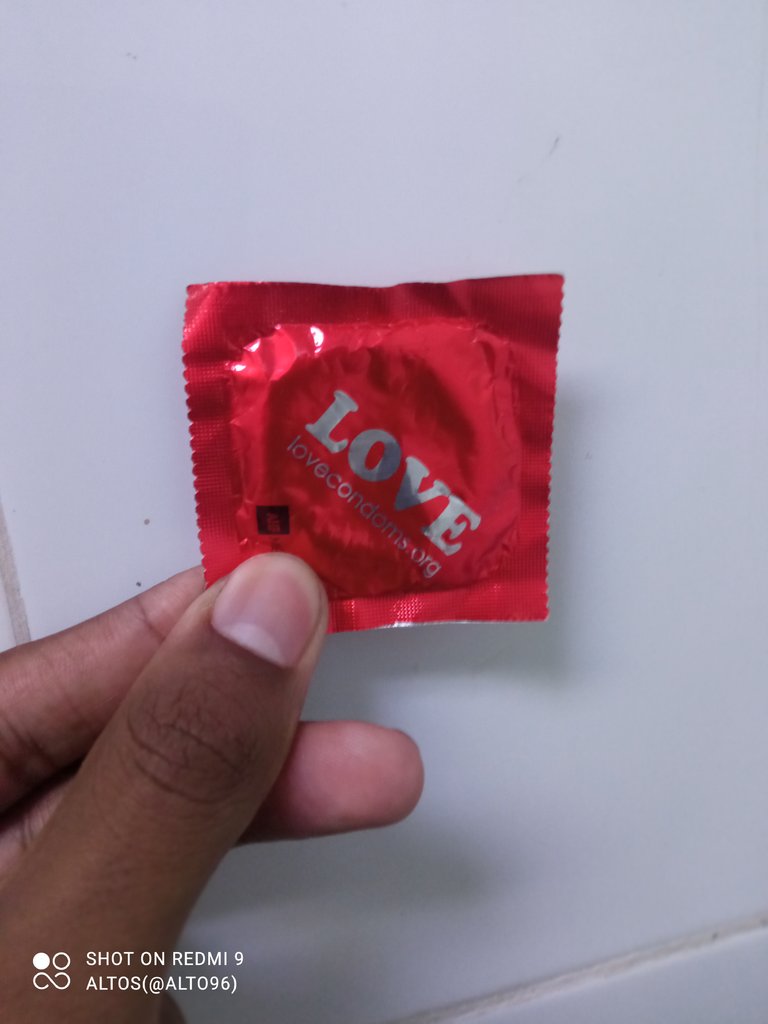 LOVE
lovecondoms.org
SHOT ON REDMI 9
ALTOS(@ALTO96)